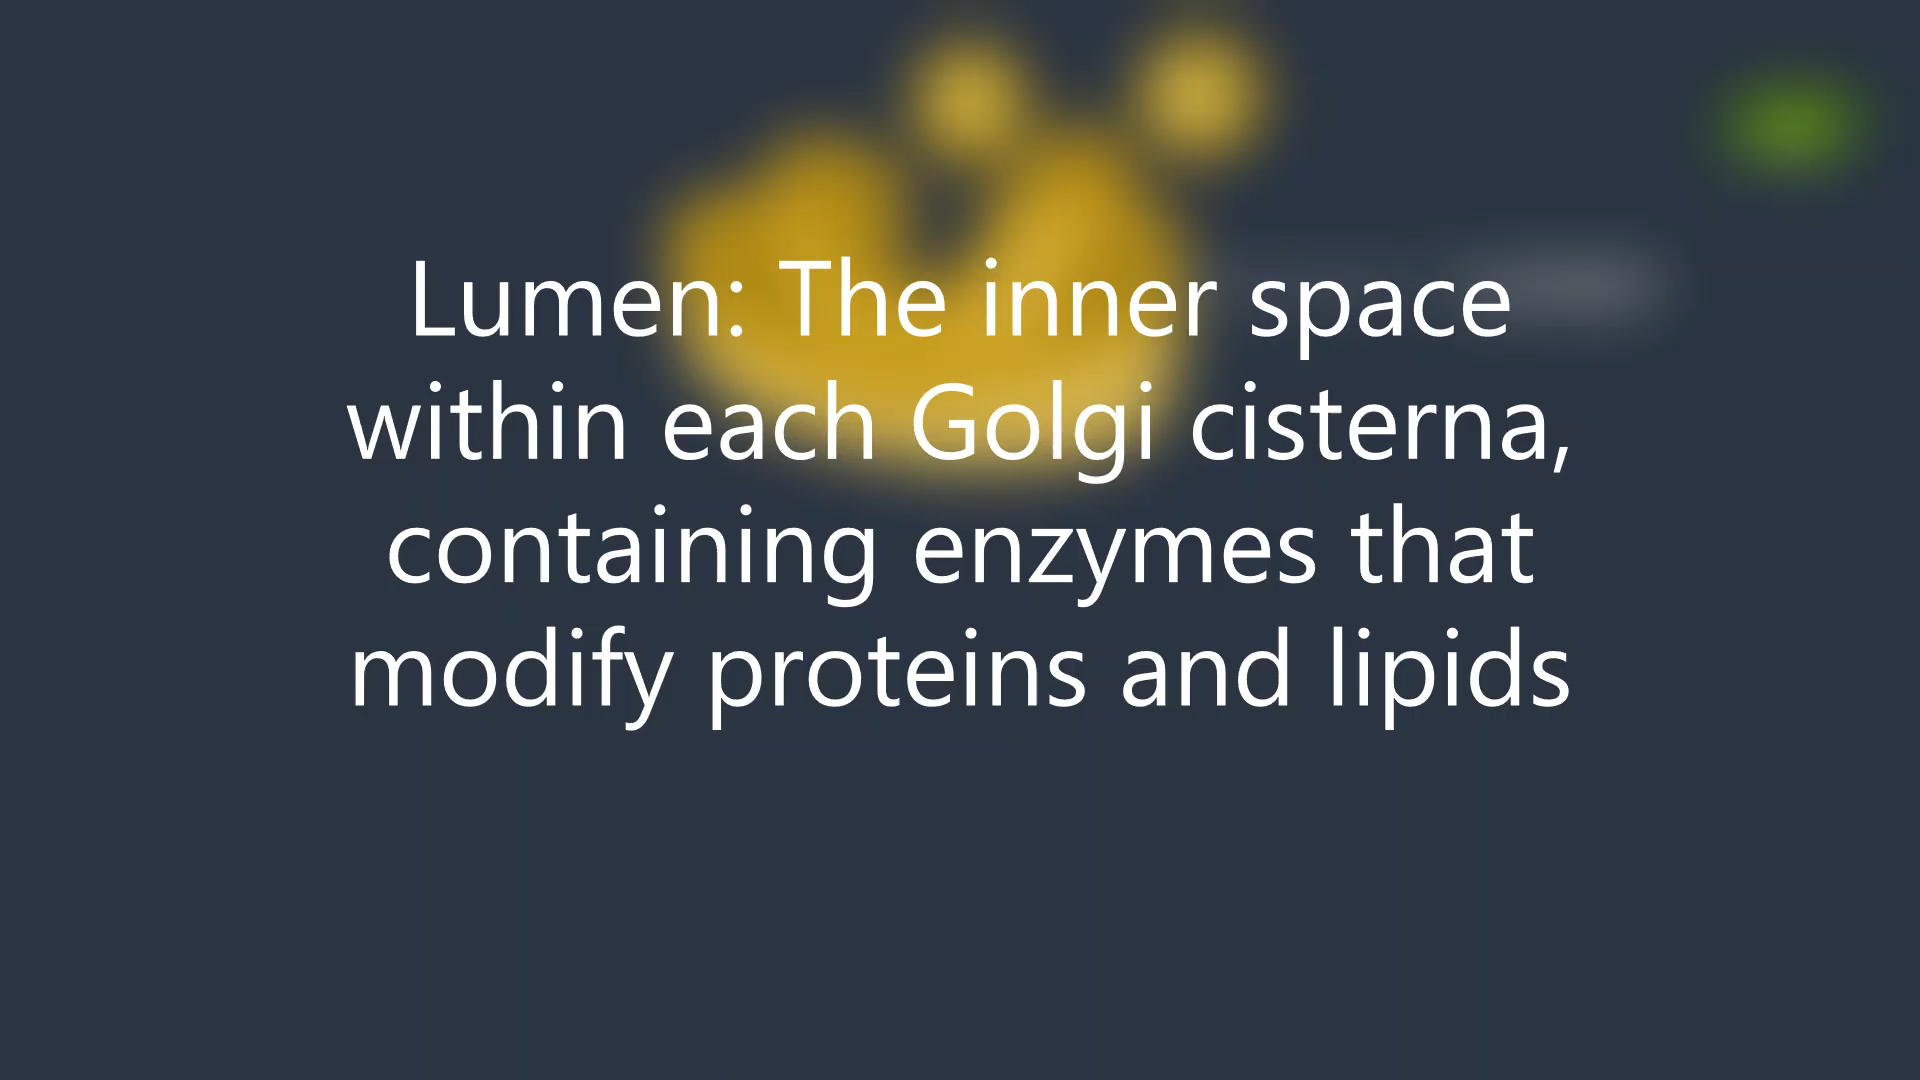 Lumen: The inner space
within each Golgi cisterna,
containing enzymes that
modify proteins and lipids